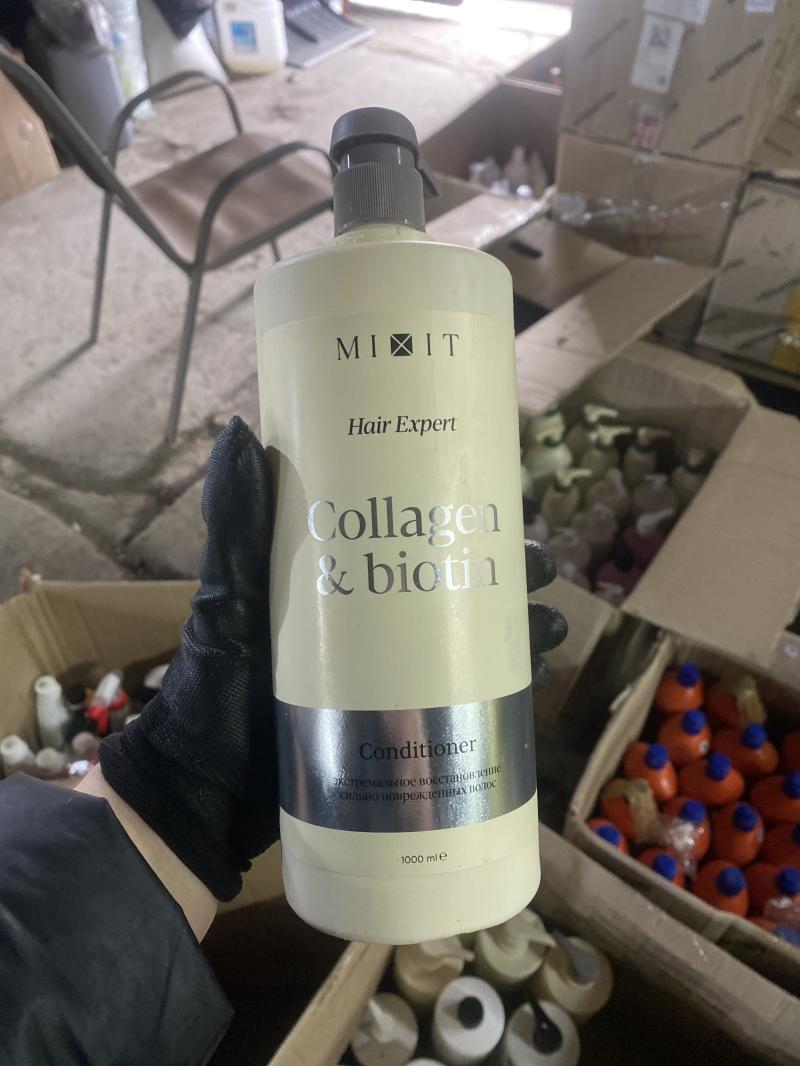 MIXIT
Hair Expert
Collagen
& biotin
Conditioner
экстремальное восстановление
сильно поврежденных волос
1000 ml ℮